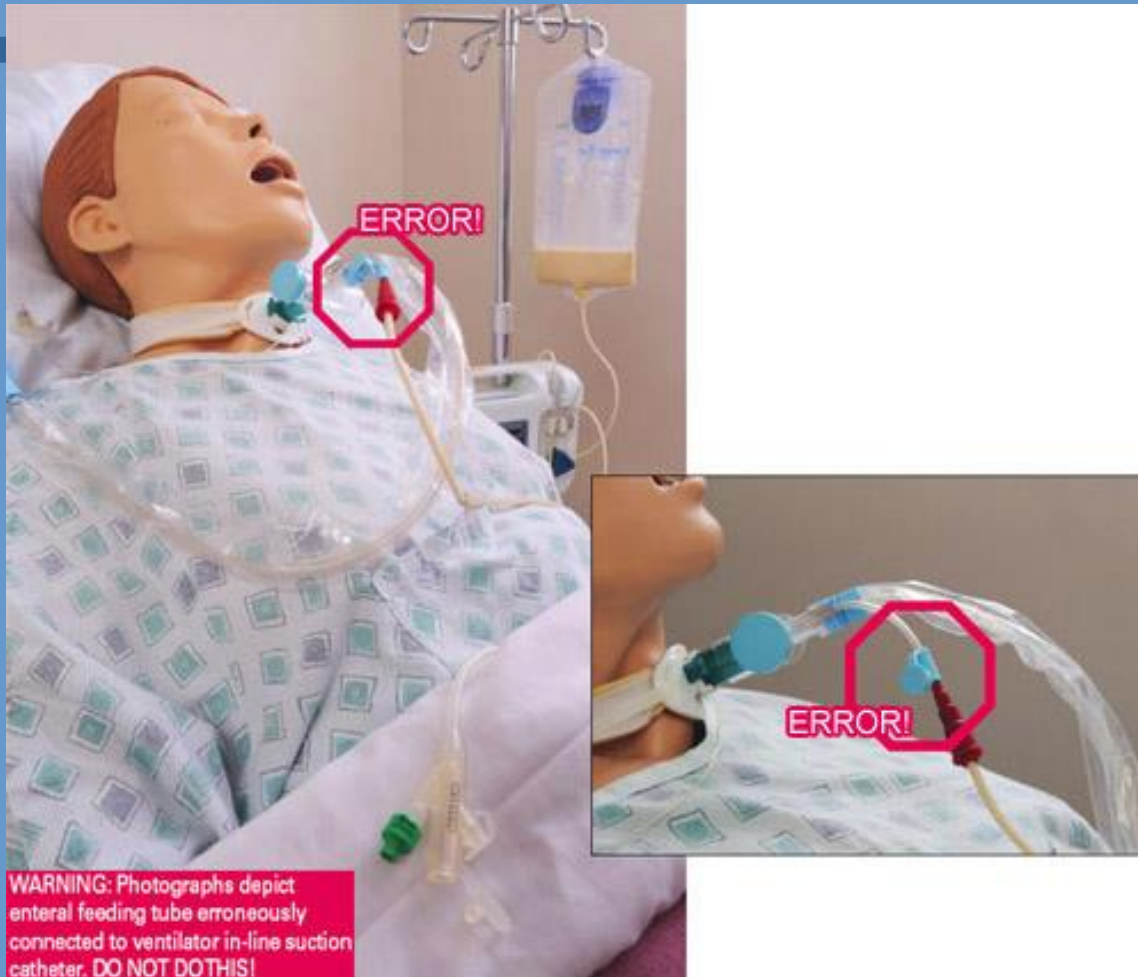 ERROR!
ERROR!
WARNING: Photographs depict
enteral feeding tube erroneously
connected to ventilator in-line suction
catheter. DO NOT DO THIS!